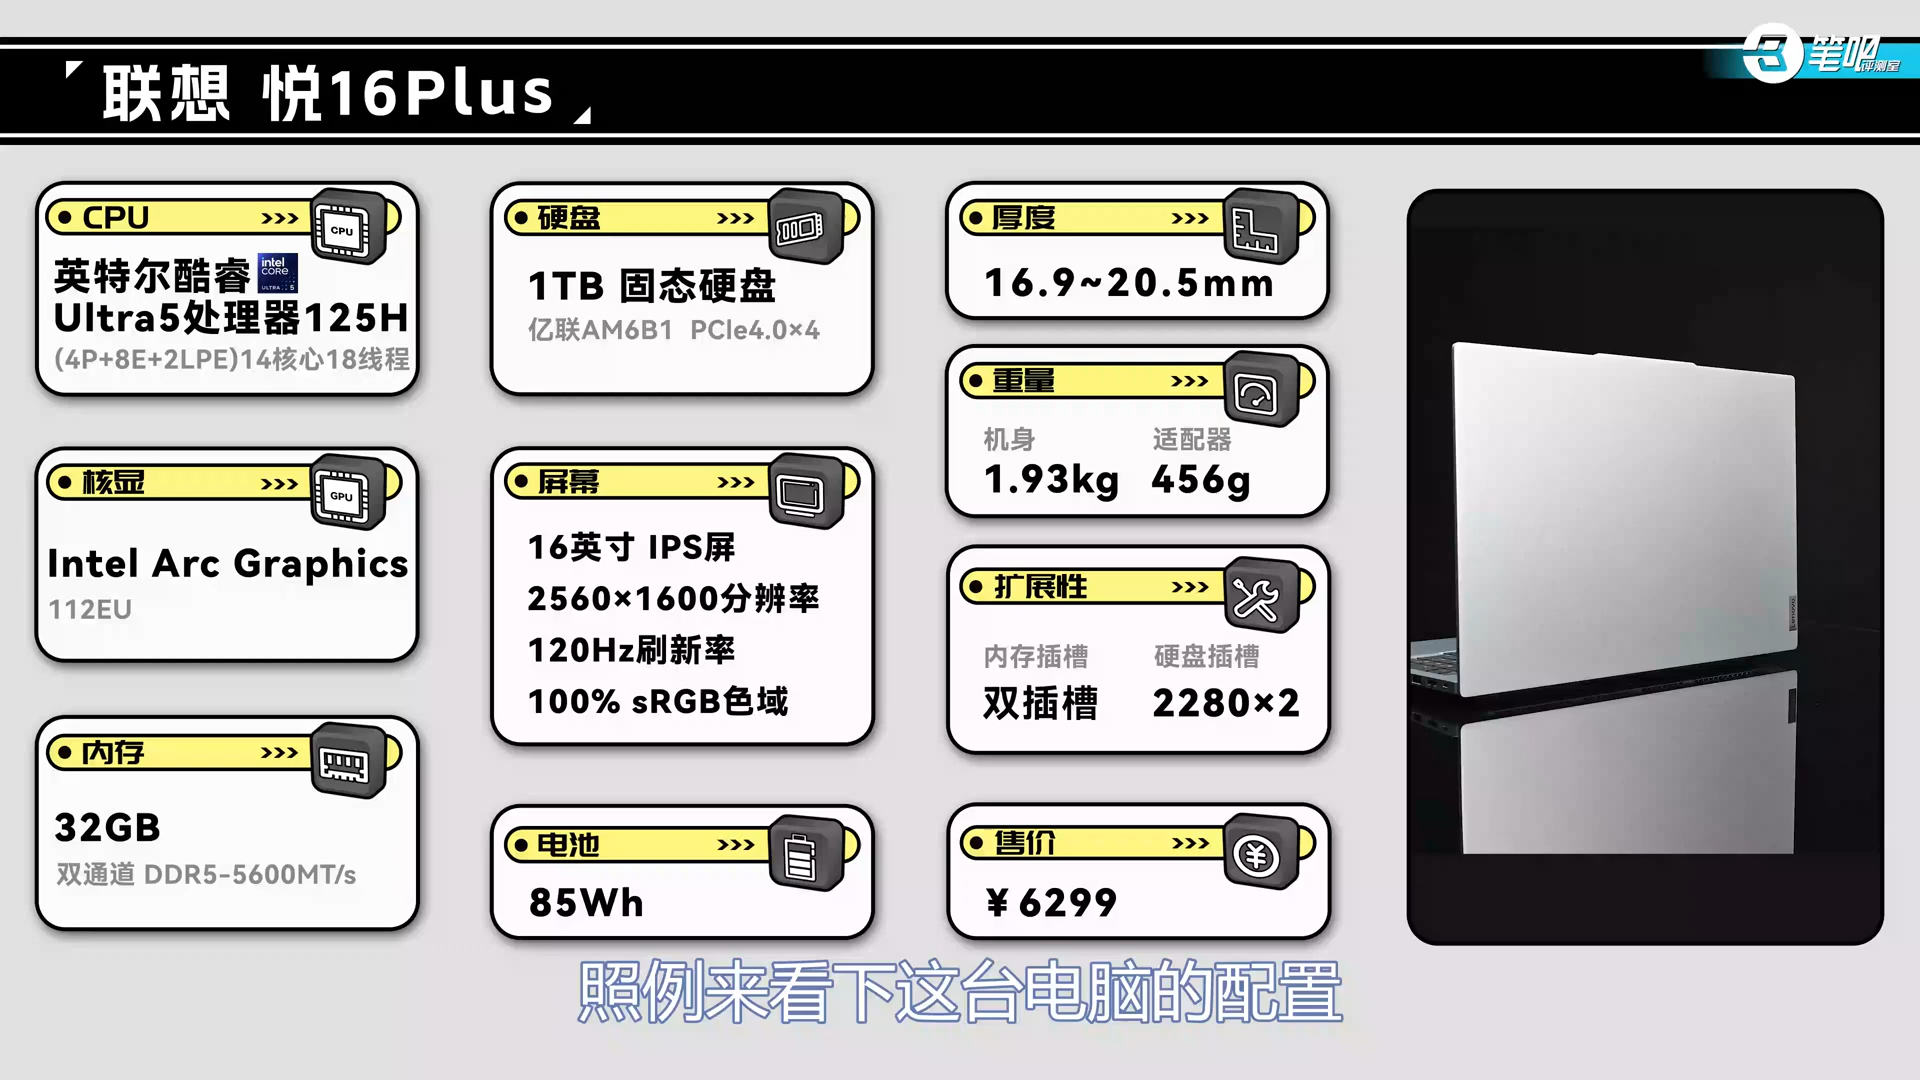 联想 悦16Plus
笔吧评测室
CPU
CPU
英特尔酷睿
intel
CORE
ULTRA 5
Ultra5处理器125H
(4P+8E+2LPE)14核心18线程
核显
GPU
Intel Arc Graphics
112EU
内存
32GB
双通道 DDR5-5600MT/s
硬盘
1TB 固态硬盘
亿联AM6B1 PCIe4.0×4
屏幕
16英寸 IPS屏
2560×1600分辨率
120Hz刷新率
100% sRGB色域
电池
85Wh
厚度
16.9~20.5mm
重量
机身 适配器
1.93kg 456g
扩展性
内存插槽 硬盘插槽
双插槽 2280×2
售价
¥6299
Lenovo
照例来看下这台电脑的配置